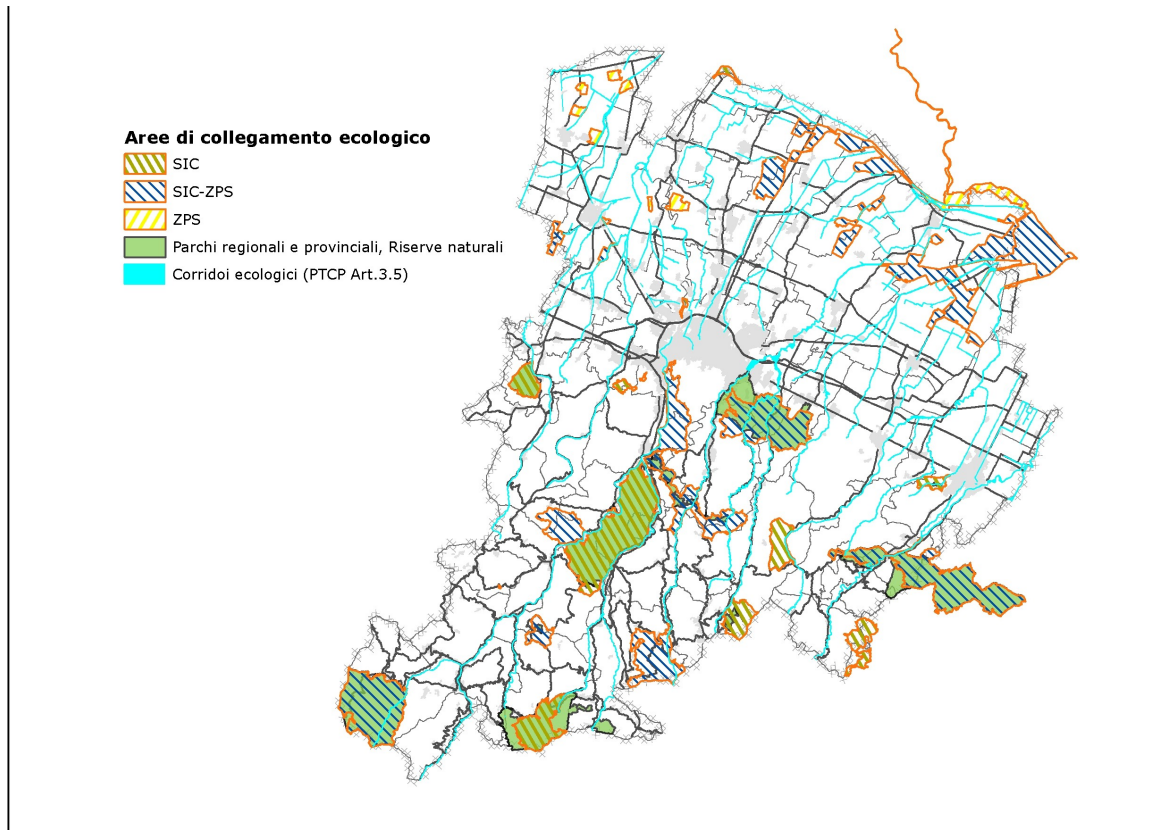 Aree di collegamento ecologico
SIC
SIC-ZPS
ZPS
Parchi regionali e provinciali, Riserve naturali
Corridoi ecologici (PTCP Art.3.5)